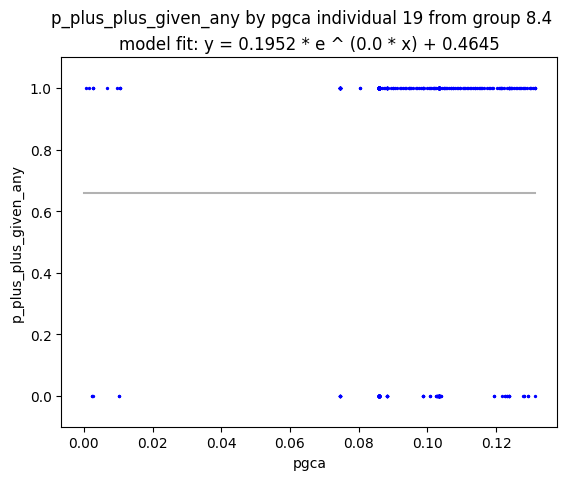 p_plus_plus_given_any by pgca individual 19 from group 8.4
model fit: y = 0.1952 * e ^ (0.0 * x) + 0.4645
p_plus_plus_given_any
1.0
0.8
0.6
0.4
0.2
0.0
0.00 0.02 0.04 0.06 0.08 0.10 0.12
pgca